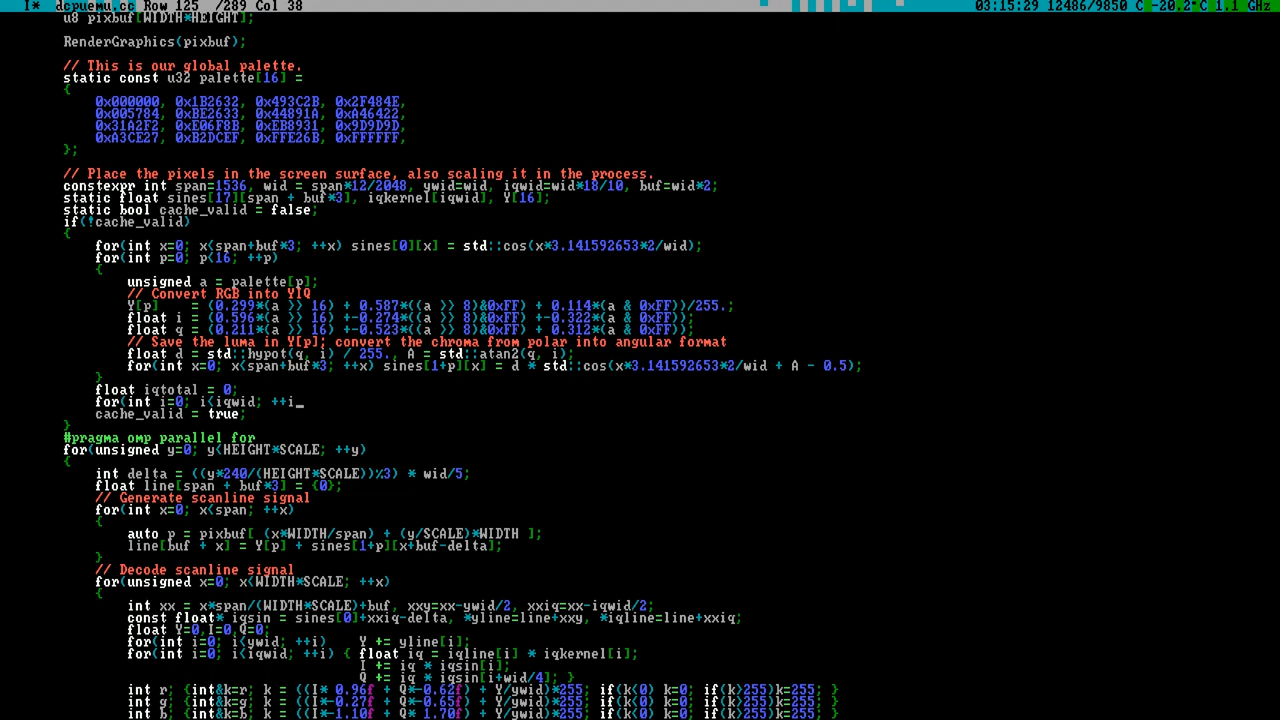 I* dcpuemu.cc Row 125 /289 Col 38 03:15:29 12486/9850 C -20.2°C 1.1 GHz
u8 pixbuf[WIDTH*HEIGHT];
RenderGraphics(pixbuf);
// This is our global palette.
static const u32 palette[16] =
{
0x000000, 0x1B2632, 0x493C2B, 0x2F484E,
0x005784, 0xBE2633, 0x44891A, 0xA46422,
0x31A2F2, 0xE06F8B, 0xEB8931, 0x9D9D9D,
0xA3CE27, 0xB2DCEF, 0xFFE26B, 0xFFFFFF,
};
// Place the pixels in the screen surface, also scaling it in the process.
constexpr int span=1536, wid = span*12/2048, ywid=wid, iqwid=wid*18/10, buf=wid*2;
static float sines[17][span + buf*3], iqkernel[iqwid], Y[16];
static bool cache_valid = false;
if(!cache_valid)
{
for(int x=0; x<span+buf*3; ++x) sines[0][x] = std::cos(x*3.141592653*2/wid);
for(int p=0; p<16; ++p)
{
unsigned a = palette[p];
// Convert RGB into YIQ
Y[p] = (0.299*(a >> 16) + 0.587*((a >> 8)&0xFF) + 0.114*(a & 0xFF))/255.;
float i = (0.596*(a >> 16) +-0.274*((a >> 8)&0xFF) +-0.322*(a & 0xFF));
float q = (0.211*(a >> 16) +-0.523*((a >> 8)&0xFF) + 0.312*(a & 0xFF));
// Save the luma in Y[p]; convert the chroma from polar into angular format
float d = std::hypot(q, i) / 255., A = std::atan2(q, i);
for(int x=0; x<span+buf*3; ++x) sines[1+p][x] = d * std::cos(x*3.141592653*2/wid + A - 0.5);
}
float iqtotal = 0;
for(int i=0; i<iqwid; ++i_
cache_valid = true;
}
#pragma omp parallel for
for(unsigned y=0; y<HEIGHT*SCALE; ++y)
{
int delta = ((y*240/(HEIGHT*SCALE))%3) * wid/5;
float line[span + buf*3] = {0};
// Generate scanline signal
for(int x=0; x<span; ++x)
{
auto p = pixbuf[ (x*WIDTH/span) + (y/SCALE)*WIDTH ];
line[buf + x] = Y[p] + sines[1+p][x+buf-delta];
}
// Decode scanline signal
for(unsigned x=0; x<WIDTH*SCALE; ++x)
{
int xx = x*span/(WIDTH*SCALE)+buf, xxy=xx-ywid/2, xxiq=xx-iqwid/2;
const float* iqsin = sines[0]+xxiq-delta, *yline=line+xxy, *iqline=line+xxiq;
float Y=0,I=0,Q=0;
for(int i=0; i<ywid; ++i) Y += yline[i];
for(int i=0; i<iqwid; ++i) { float iq = iqline[i] * iqkernel[i];
I += iq * iqsin[i];
Q += iq * iqsin[i+wid/4]; }
int r; {int&k=r; k = ((I* 0.96f + Q* 0.62f) + Y/ywid)*255; if(k<0) k=0; if(k>255)k=255; }
int g; {int&k=g; k = ((I*-0.27f + Q*-0.65f) + Y/ywid)*255; if(k<0) k=0; if(k>255)k=255; }
int b; {int&k=b; k = ((I*-1.10f + Q* 1.70f) + Y/ywid)*255; if(k<0) k=0; if(k>255)k=255; }